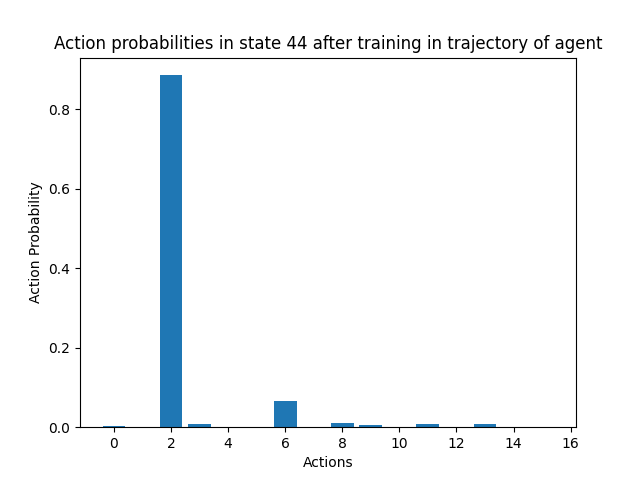 Action probabilities in state 44 after training in trajectory of agent
Action Probability
0.8
0.6
0.4
0.2
0.0
0 2 4 6 8 10 12 14 16
Actions